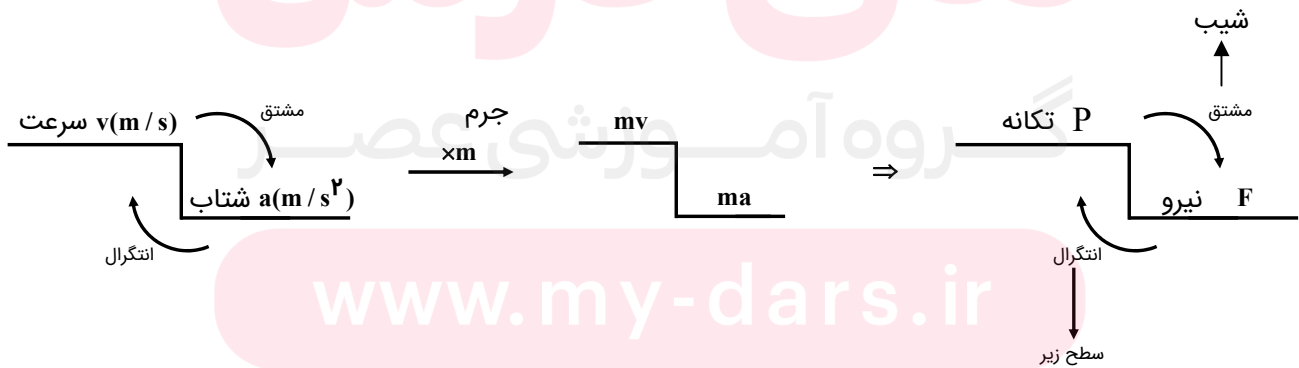 شیب
مشتق
سرعت v(m / s)
مشتق
جرم
×m
mv
تکانه P
⇒
شتاب a(m / s²)
ma
نیرو F
انتگرال
انتگرال
سطح زیر
گروه آموزشی عصر
www.my-dars.ir